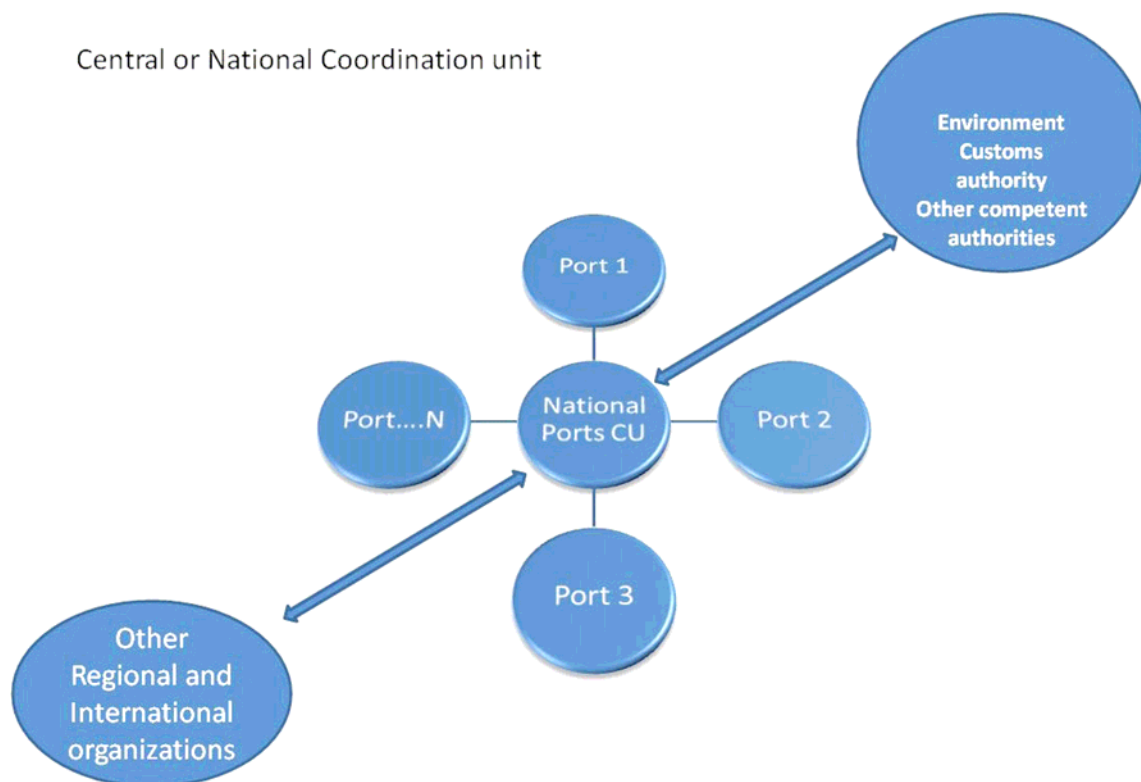 Central or National Coordination unit
Environment
Customs
authority
Other competent
authorities
Port 1
Port....N
National
Ports CU
Port 2
Port 3
Other
Regional and
International
organizations